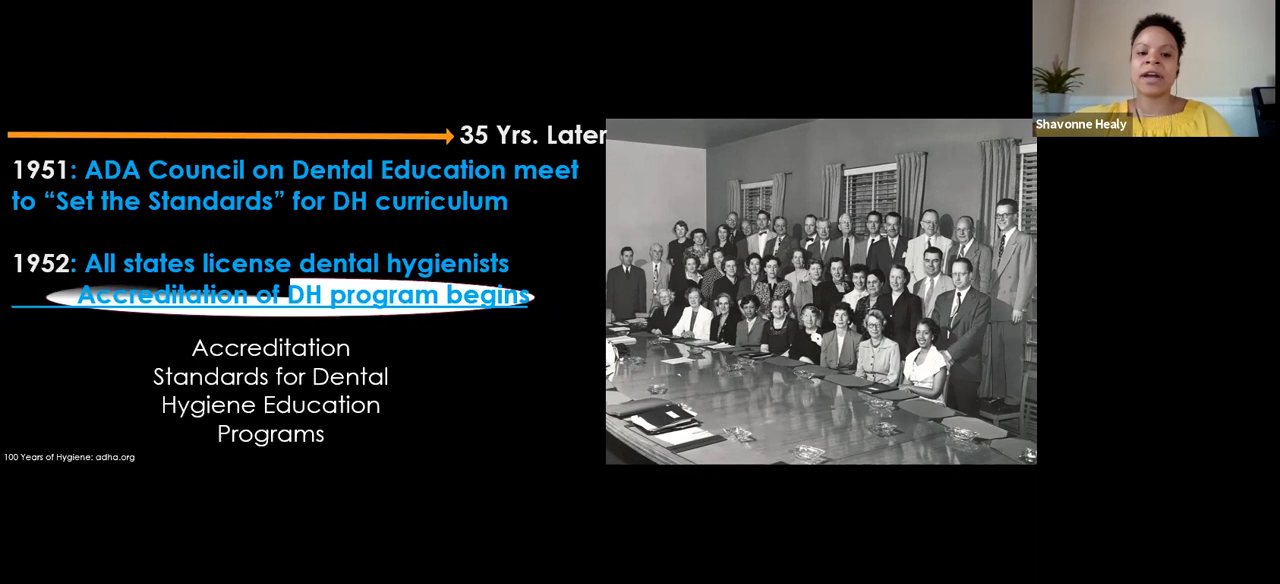 Shavonne Healy
35 Yrs. Later
1951: ADA Council on Dental Education meet
to “Set the Standards” for DH curriculum
1952: All states license dental hygienists
Accreditation of DH program begins
Accreditation
Standards for Dental
Hygiene Education
Programs
100 Years of Hygiene: adha.org